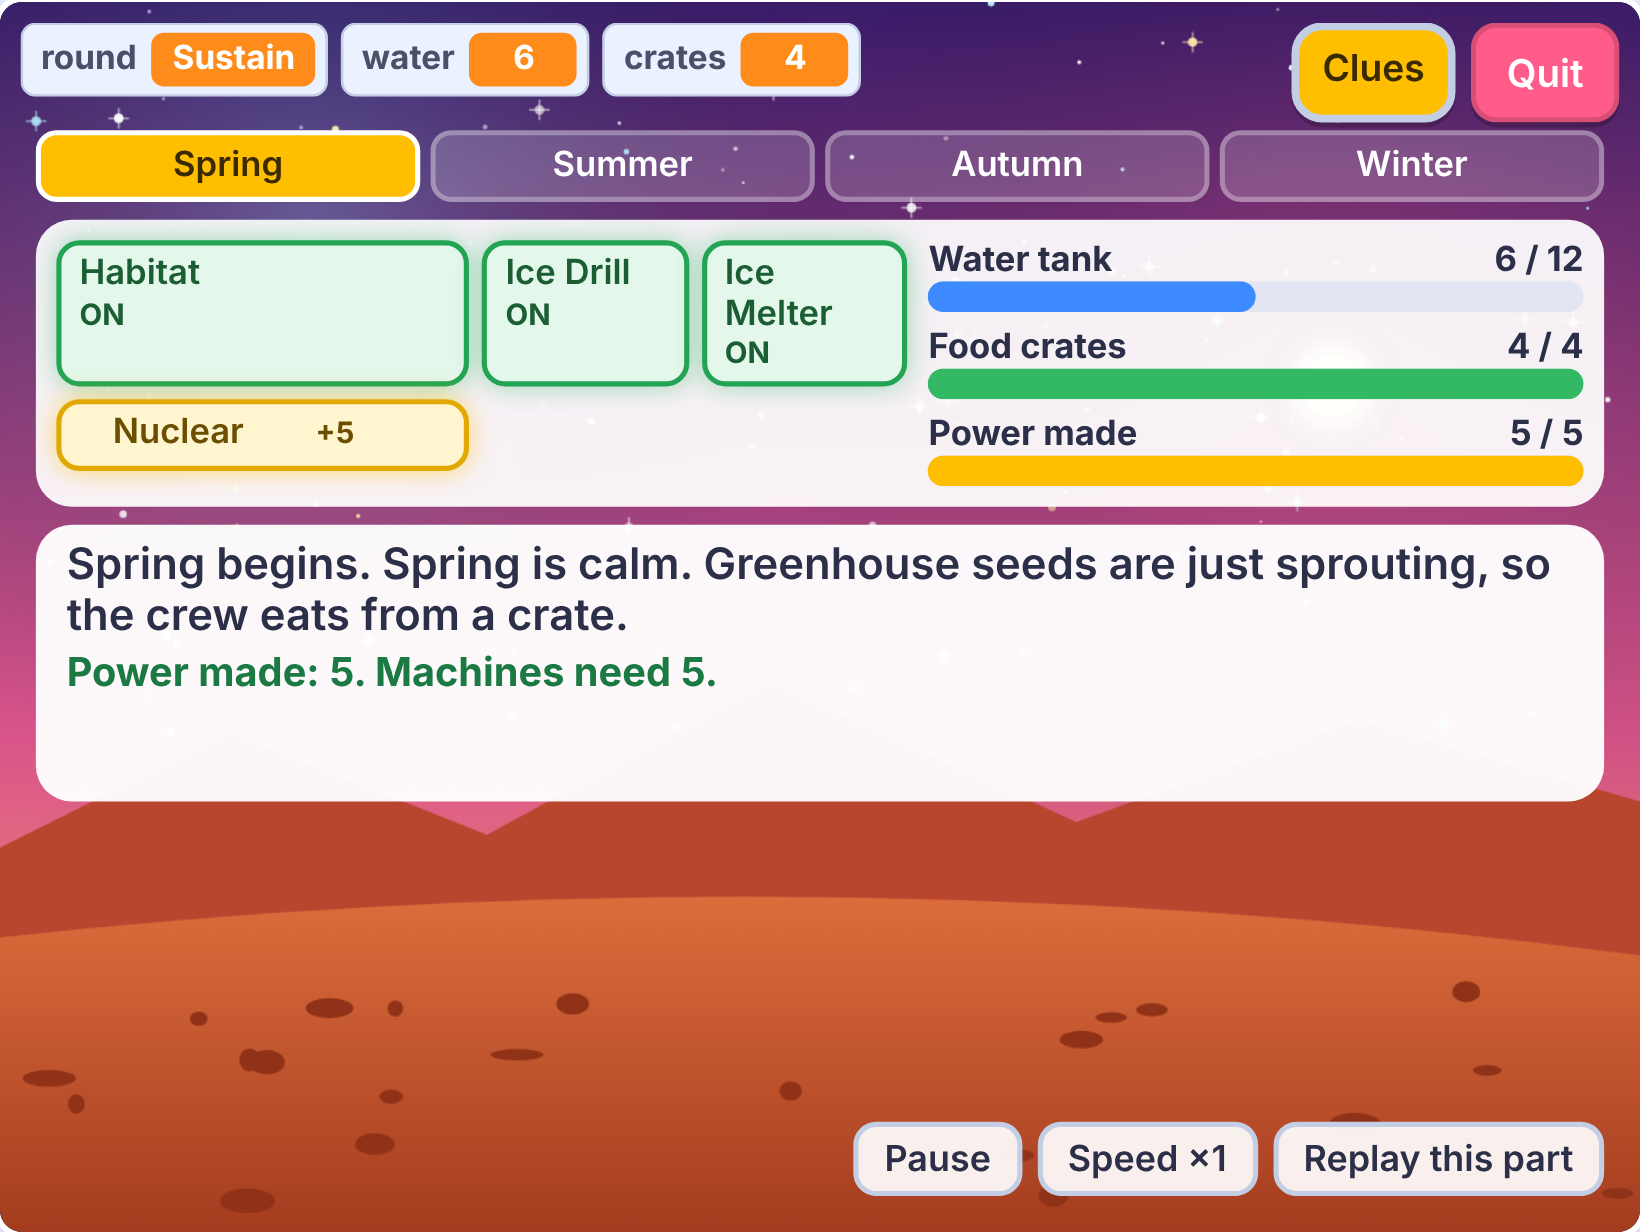 round Sustain water 6 crates 4 Clues Quit
Spring Summer Autumn Winter
Habitat
ON
Ice Drill
ON
Ice
Melter
ON
Nuclear +5
Water tank 6 / 12
Food crates 4 / 4
Power made 5 / 5
Spring begins. Spring is calm. Greenhouse seeds are just sprouting, so
the crew eats from a crate.
Power made: 5. Machines need 5.
Pause Speed ×1 Replay this part